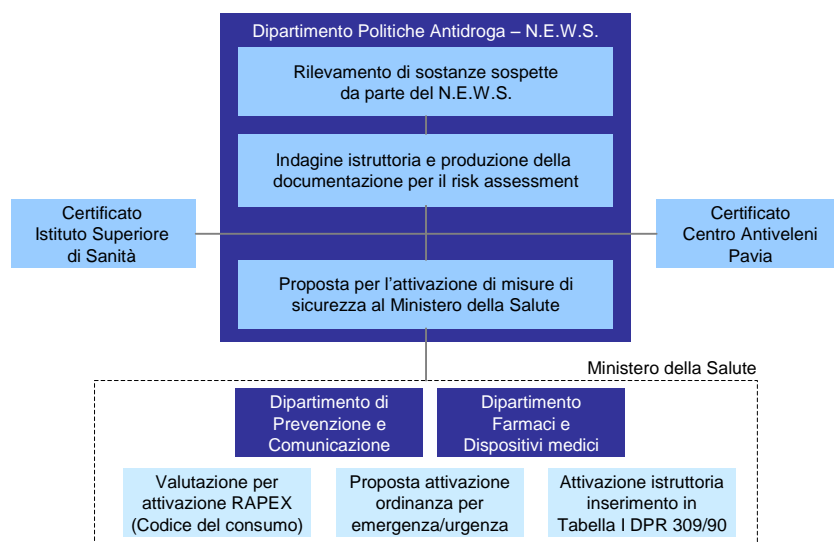 Dipartimento Politiche Antidroga – N.E.W.S.
Rilevamento di sostanze sospette
da parte del N.E.W.S.
Indagine istruttoria e produzione della
documentazione per il risk assessment
Certificato
Istituto Superiore
di Sanità
Certificato
Centro Antiveleni
Pavia
Proposta per l’attivazione di misure di
sicurezza al Ministero della Salute
Ministero della Salute
Dipartimento di
Prevenzione e
Comunicazione
Dipartimento
Farmaci e
Dispositivi medici
Valutazione per
attivazione RAPEX
(Codice del consumo)
Proposta attivazione
ordinanza per
emergenza/urgenza
Attivazione istruttoria
inserimento in
Tabella I DPR 309/90